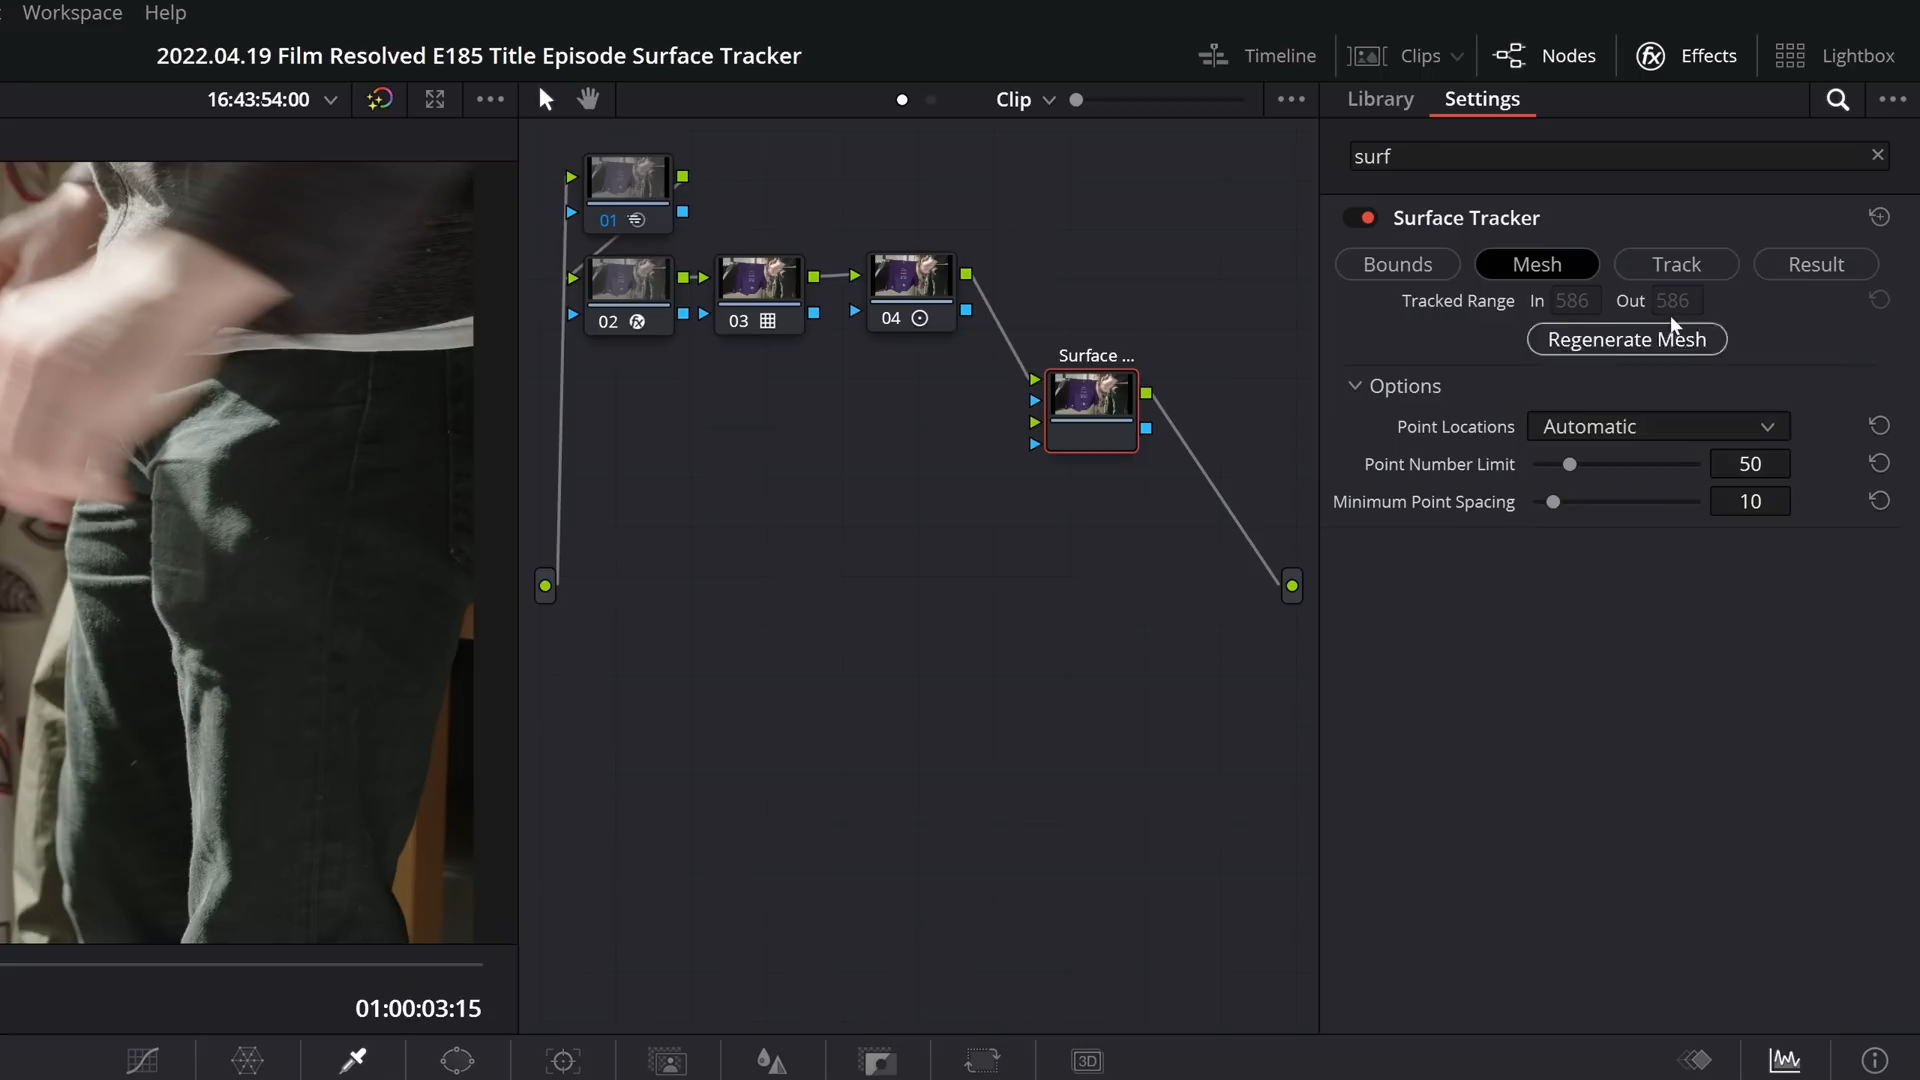 Workspace Help
2022.04.19 Film Resolved E185 Title Episode Surface Tracker
Timeline
Clips
Nodes
Effects
Lightbox
16:43:54:00
Clip
Library Settings
surf
Surface Tracker
Bounds Mesh Track Result
Tracked Range In 586 Out 586
Regenerate Mesh
Options
Point Locations Automatic
Point Number Limit 50
Minimum Point Spacing 10
01
02
03
04
Surface ...
01:00:03:15
3D